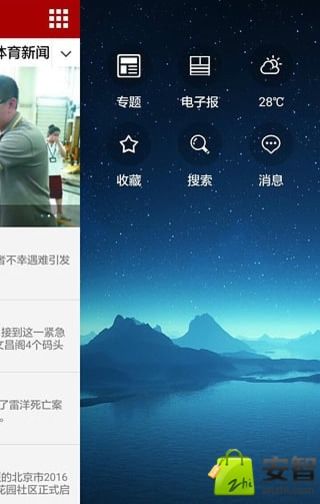 体育新闻
专题
电子报
28℃
收藏
搜索
消息
者不幸遇难引发
接到这一紧急
文昌阁4个码头
了雷洋死亡案
。
的北京市2016
花园社区正式启
安智
zhi